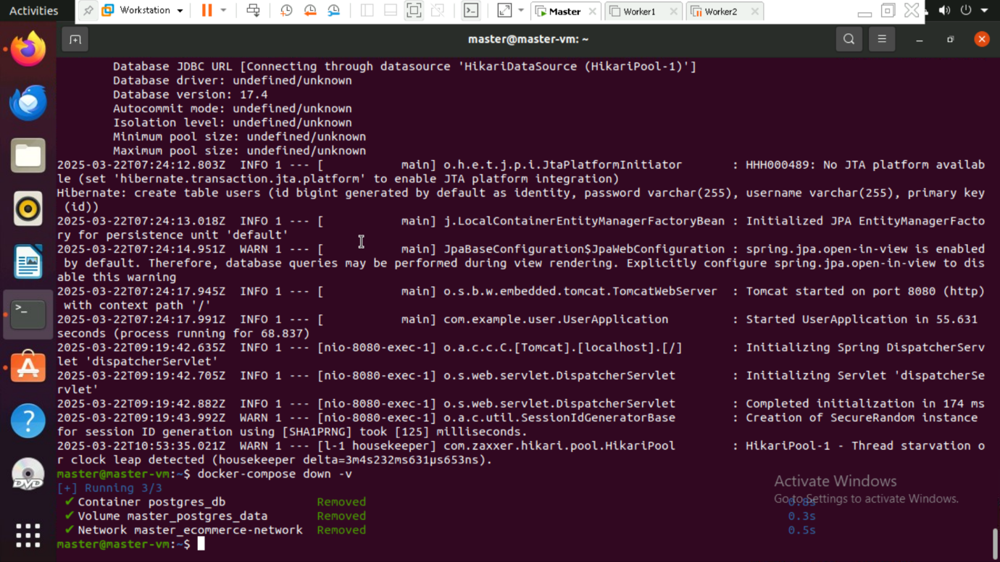 Activities
Workstation
Master
Worker1
Worker2
master@master-vm: ~
Database JDBC URL [Connecting through datasource 'HikariDataSource (HikariPool-1)']
Database driver: undefined/unknown
Database version: 17.4
Autocommit mode: undefined/unknown
Isolation level: undefined/unknown
Minimum pool size: undefined/unknown
Maximum pool size: undefined/unknown
2025-03-22T07:24:12.803Z  INFO 1 --- [           main] o.h.e.t.j.p.i.JtaPlatformInitiator       : HHH000489: No JTA platform availab
le (set 'hibernate.transaction.jta.platform' to enable JTA platform integration)
Hibernate: create table users (id bigint generated by default as identity, password varchar(255), username varchar(255), primary key
 (id))
2025-03-22T07:24:13.018Z  INFO 1 --- [           main] j.LocalContainerEntityManagerFactoryBean : Initialized JPA EntityManagerFacto
ry for persistence unit 'default'
2025-03-22T07:24:14.951Z  WARN 1 --- [           main] JpaBaseConfiguration$JpaWebConfiguration : spring.jpa.open-in-view is enabled
 by default. Therefore, database queries may be performed during view rendering. Explicitly configure spring.jpa.open-in-view to dis
able this warning
2025-03-22T07:24:17.945Z  INFO 1 --- [           main] o.s.b.w.embedded.tomcat.TomcatWebServer  : Tomcat started on port 8080 (http)
 with context path '/'
2025-03-22T07:24:17.991Z  INFO 1 --- [           main] com.example.user.UserApplication         : Started UserApplication in 55.631
seconds (process running for 68.837)
2025-03-22T09:19:42.635Z  INFO 1 --- [nio-8080-exec-1] o.a.c.c.C.[Tomcat].[localhost].[/]       : Initializing Spring DispatcherServ
let 'dispatcherServlet'
2025-03-22T09:19:42.705Z  INFO 1 --- [nio-8080-exec-1] o.s.web.servlet.DispatcherServlet        : Initializing Servlet 'dispatcherSe
rvlet'
2025-03-22T09:19:42.882Z  INFO 1 --- [nio-8080-exec-1] o.s.web.servlet.DispatcherServlet        : Completed initialization in 174 ms
2025-03-22T09:19:43.992Z  WARN 1 --- [nio-8080-exec-1] o.a.c.util.SessionIdGeneratorBase        : Creation of SecureRandom instance
for session ID generation using [SHA1PRNG] took [125] milliseconds.
2025-03-22T10:53:35.021Z  WARN 1 --- [l-1 housekeeper] com.zaxxer.hikari.pool.HikariPool        : HikariPool-1 - Thread starvation o
r clock leap detected (housekeeper delta=3m4s232ms631µs653ns).
master@master-vm:~$ docker-compose down -v
[+] Running 3/3
✔ Container postgres_db Removed 0.8s
✔ Volume master_postgres_data Removed 0.3s
✔ Network master_ecommerce-network Removed 0.5s
master@master-vm:~$
Activate Windows
Go to Settings to activate Windows.